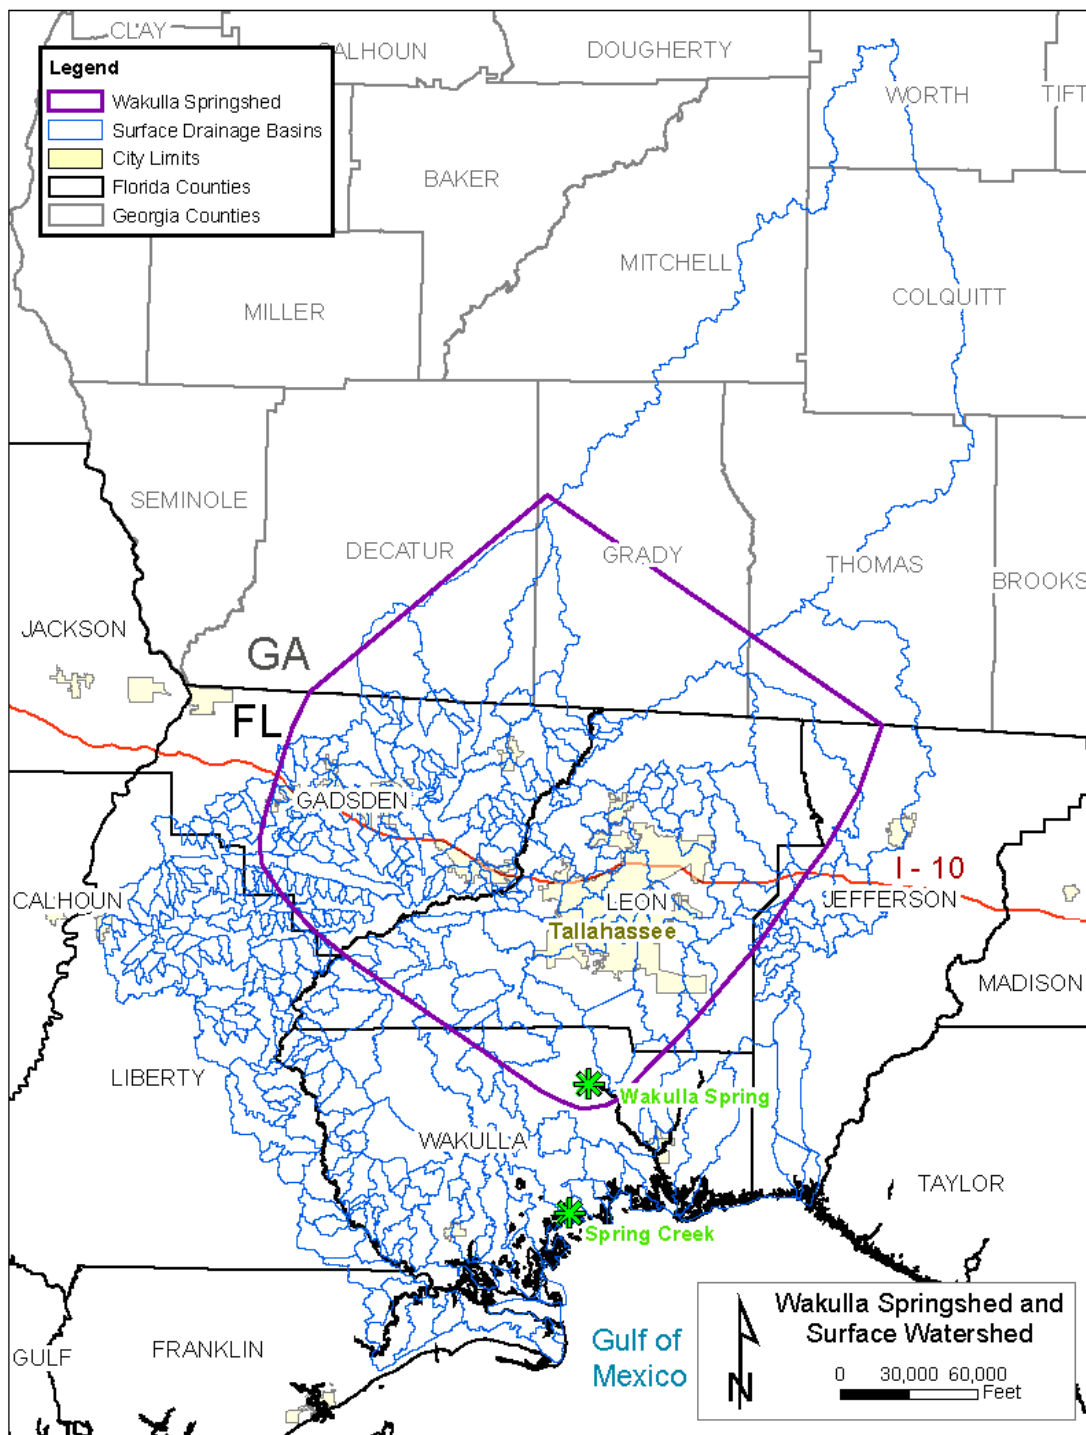 CLAY
CALHOUN
DOUGHERTY
Legend
Wakulla Springshed
Surface Drainage Basins
City Limits
Florida Counties
Georgia Counties
WORTH
TIFT
BAKER
MITCHELL
COLQUITT
MILLER
SEMINOLE
DECATUR
GRADY
THOMAS
BROOKS
JACKSON
GA
FL
GADSDEN
I - 10
CALHOUN
LEON
JEFFERSON
Tallahassee
MADISON
LIBERTY
Wakulla Spring
WAKULLA
TAYLOR
Spring Creek
Gulf of
Mexico
FRANKLIN
GULF
Wakulla Springshed and
Surface Watershed
N
0 30,000 60,000
Feet